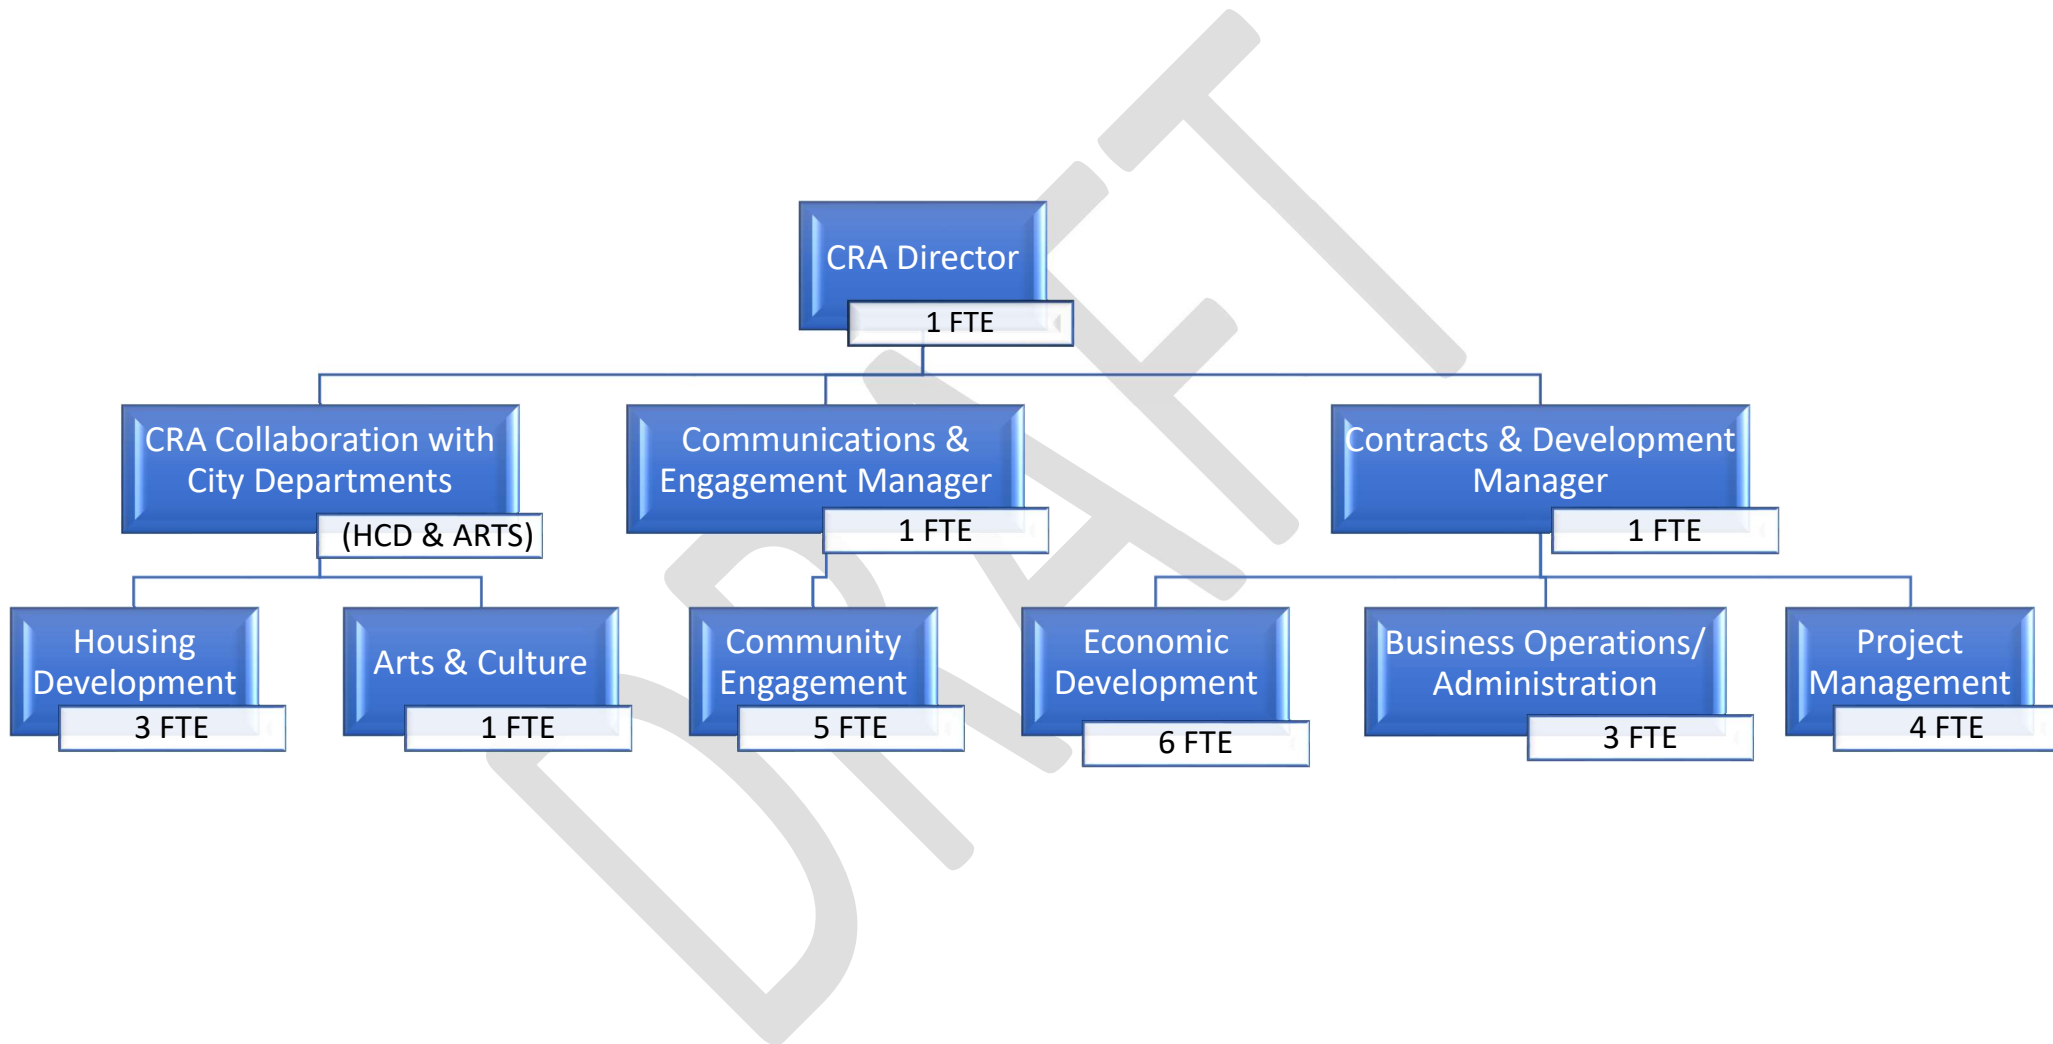 DRAFT
CRA Director
1 FTE
CRA Collaboration with
City Departments
(HCD & ARTS)
Communications &
Engagement Manager
1 FTE
Contracts & Development
Manager
1 FTE
Housing
Development
3 FTE
Arts & Culture
1 FTE
Community
Engagement
5 FTE
Economic
Development
6 FTE
Business Operations/
Administration
3 FTE
Project
Management
4 FTE